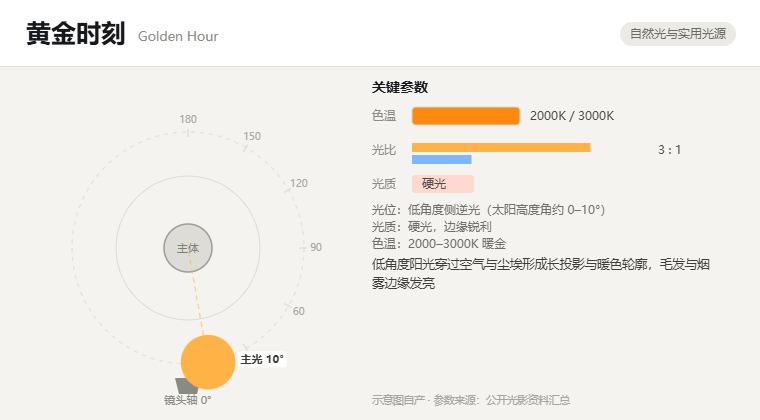 黄金时刻 Golden Hour
自然光与实用光源
180
150
120
90
60
主体
主光 10°
镜头轴 0°
关键参数
色温 2000K / 3000K
光比 3 : 1
光质 硬光
光位：低角度侧逆光（太阳高度角约 0–10°）
光质：硬光，边缘锐利
色温：2000–3000K 暖金
低角度阳光穿过空气与尘埃形成长投影与暖色轮廓，毛发与烟
雾边缘发亮
示意图自产 · 参数来源：公开光影资料汇总